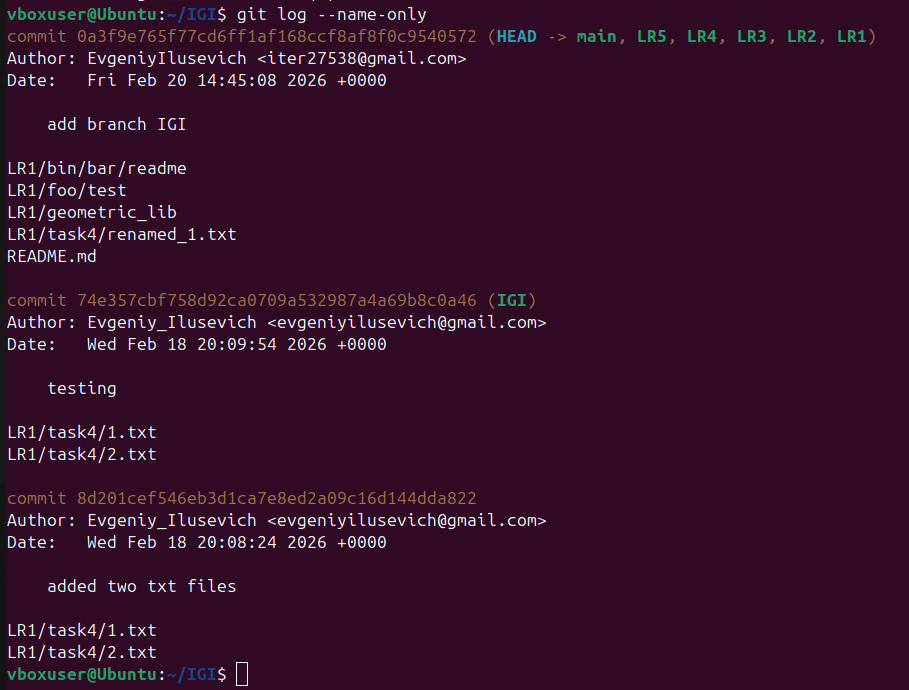 vboxuser@Ubuntu:~/IGI$ git log --name-only
commit 0a3f9e765f77cd6ff1af168ccf8af8f0c9540572 (HEAD -> main, LR5, LR4, LR3, LR2, LR1)
Author: EvgeniyIlusevich <iter27538@gmail.com>
Date:   Fri Feb 20 14:45:08 2026 +0000

    add branch IGI

LR1/bin/bar/readme
LR1/foo/test
LR1/geometric_lib
LR1/task4/renamed_1.txt
README.md

commit 74e357cbf758d92ca0709a532987a4a69b8c0a46 (IGI)
Author: Evgeniy_Ilusevich <evgeniyilusevich@gmail.com>
Date:   Wed Feb 18 20:09:54 2026 +0000

    testing

LR1/task4/1.txt
LR1/task4/2.txt

commit 8d201cef546eb3d1ca7e8ed2a09c16d144dda822
Author: Evgeniy_Ilusevich <evgeniyilusevich@gmail.com>
Date:   Wed Feb 18 20:08:24 2026 +0000

    added two txt files

LR1/task4/1.txt
LR1/task4/2.txt
vboxuser@Ubuntu:~/IGI$